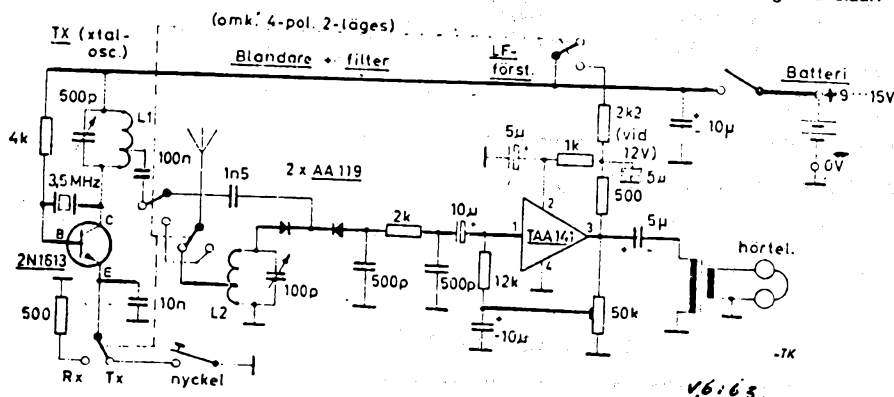 (omk. 4-pol. 2-läges)
TX (xtal-
osc.)
Blandare + filter
LF-
först.
Batteri
+ 9....15V
500p
L1
4k
3,5 MHz
100n
1n5
2 x AA 119
5µ
1k
2k2
(vid
12V)
+
-
10µ
0V
5µ
500
B
C
E
2N1613
2k
10µ
+
1
2
3
4
TAA 141
5µ
+
-
hörtel.
500p
500p
12k
100p
L2
10n
500
50k
+
-10µ
Rx
Tx
nyckel
-TK